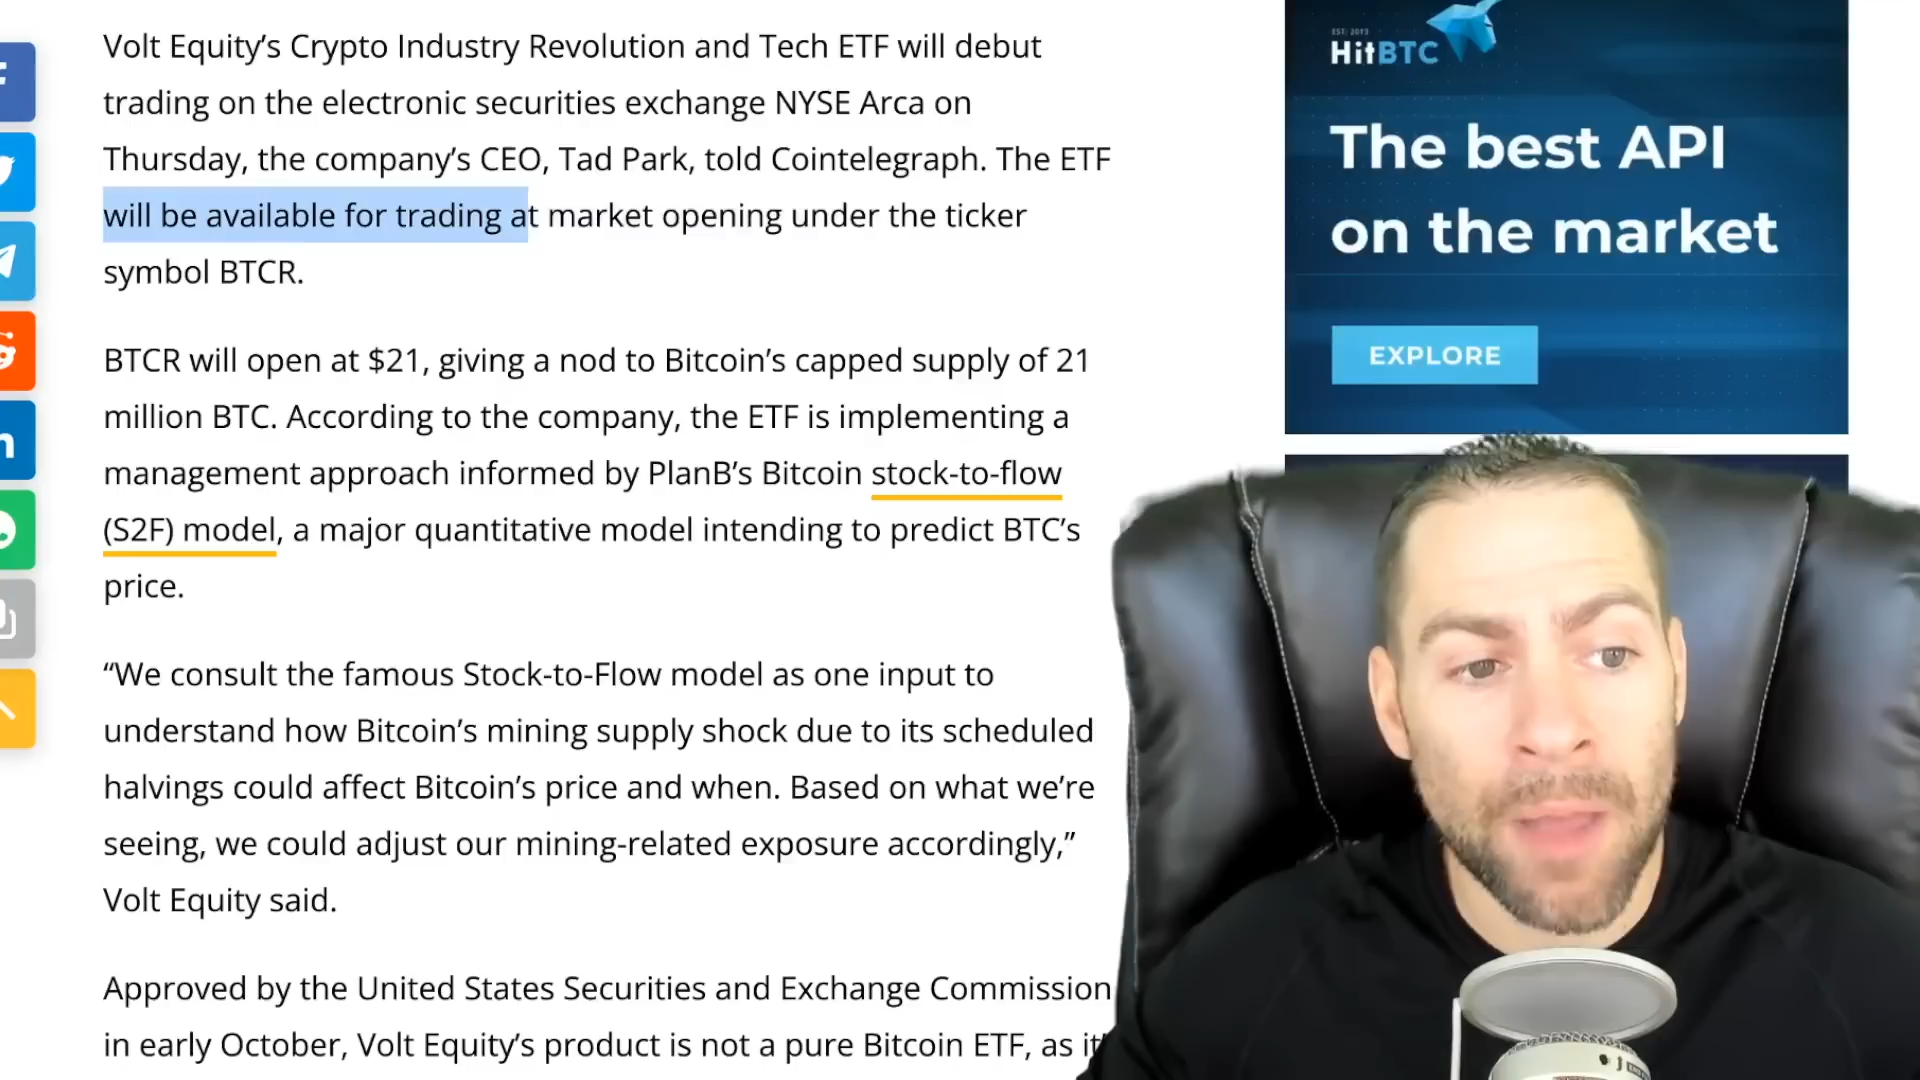 Volt Equity’s Crypto Industry Revolution and Tech ETF will debut
trading on the electronic securities exchange NYSE Arca on
Thursday, the company’s CEO, Tad Park, told Cointelegraph. The ETF
will be available for trading at market opening under the ticker
symbol BTCR.
BTCR will open at $21, giving a nod to Bitcoin’s capped supply of 21
million BTC. According to the company, the ETF is implementing a
management approach informed by PlanB’s Bitcoin stock-to-flow
(S2F) model, a major quantitative model intending to predict BTC’s
price.
“We consult the famous Stock-to-Flow model as one input to
understand how Bitcoin’s mining supply shock due to its scheduled
halvings could affect Bitcoin’s price and when. Based on what we’re
seeing, we could adjust our mining-related exposure accordingly,”
Volt Equity said.
Approved by the United States Securities and Exchange Commission
in early October, Volt Equity’s product is not a pure Bitcoin ETF, as it
EST. 2013
HitBTC
The best API
on the market
EXPLORE